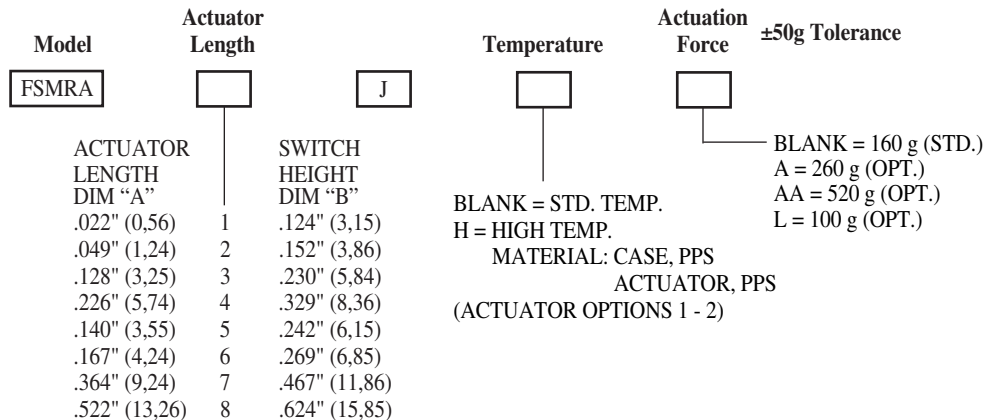 Model Actuator Length Temperature Actuation Force ±50g Tolerance
FSMRA J
ACTUATOR LENGTH DIM “A” SWITCH HEIGHT DIM “B”
.022" (0,56) 1 .124" (3,15)
.049" (1,24) 2 .152" (3,86)
.128" (3,25) 3 .230" (5,84)
.226" (5,74) 4 .329" (8,36)
.140" (3,55) 5 .242" (6,15)
.167" (4,24) 6 .269" (6,85)
.364" (9,24) 7 .467" (11,86)
.522" (13,26) 8 .624" (15,85)
BLANK = STD. TEMP.
H = HIGH TEMP.
MATERIAL: CASE, PPS
ACTUATOR, PPS
(ACTUATOR OPTIONS 1 - 2)
BLANK = 160 g (STD.)
A = 260 g (OPT.)
AA = 520 g (OPT.)
L = 100 g (OPT.)